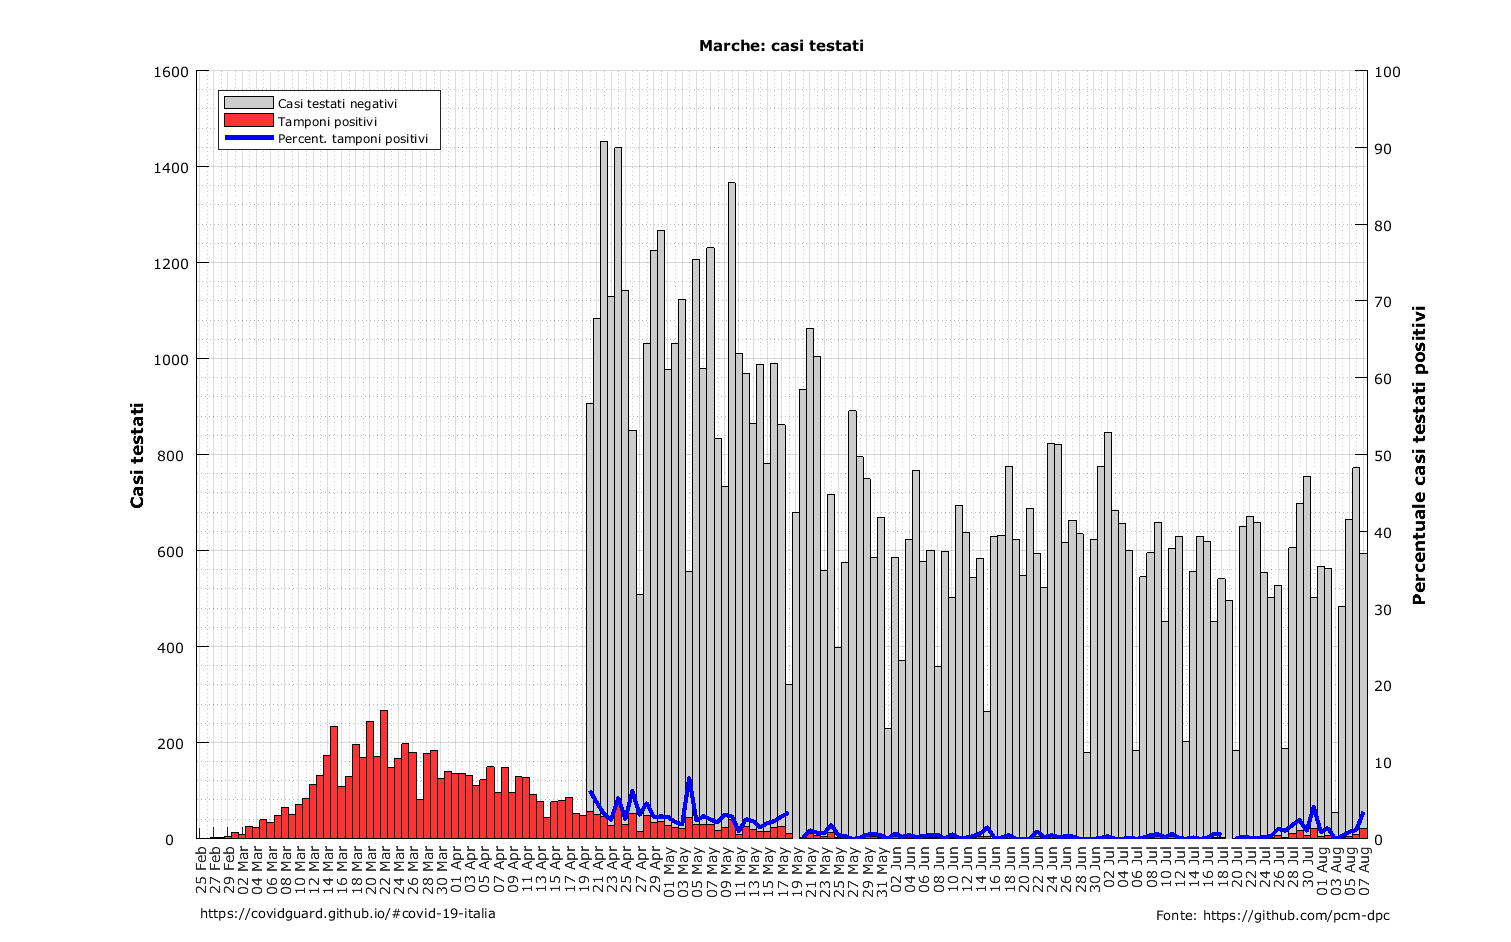 Marche: casi testati
Casi testati negativi
Tamponi positivi
Percent. tamponi positivi
Casi testati
1600
1400
1200
1000
800
600
400
200
0
100
90
80
70
60
50
40
30
20
10
0
Percentuale casi testati positivi
25 Feb
27 Feb
29 Feb
02 Mar
04 Mar
06 Mar
08 Mar
10 Mar
12 Mar
14 Mar
16 Mar
18 Mar
20 Mar
22 Mar
24 Mar
26 Mar
28 Mar
30 Mar
01 Apr
03 Apr
05 Apr
07 Apr
09 Apr
11 Apr
13 Apr
15 Apr
17 Apr
19 Apr
21 Apr
23 Apr
25 Apr
27 Apr
29 Apr
01 May
03 May
05 May
07 May
09 May
11 May
13 May
15 May
17 May
19 May
21 May
23 May
25 May
27 May
29 May
31 May
02 Jun
04 Jun
06 Jun
08 Jun
10 Jun
12 Jun
14 Jun
16 Jun
18 Jun
20 Jun
22 Jun
24 Jun
26 Jun
28 Jun
30 Jun
02 Jul
04 Jul
06 Jul
08 Jul
10 Jul
12 Jul
14 Jul
16 Jul
18 Jul
20 Jul
22 Jul
24 Jul
26 Jul
28 Jul
30 Jul
01 Aug
03 Aug
05 Aug
07 Aug
https://covidguard.github.io/#covid-19-italia
Fonte: https://github.com/pcm-dpc